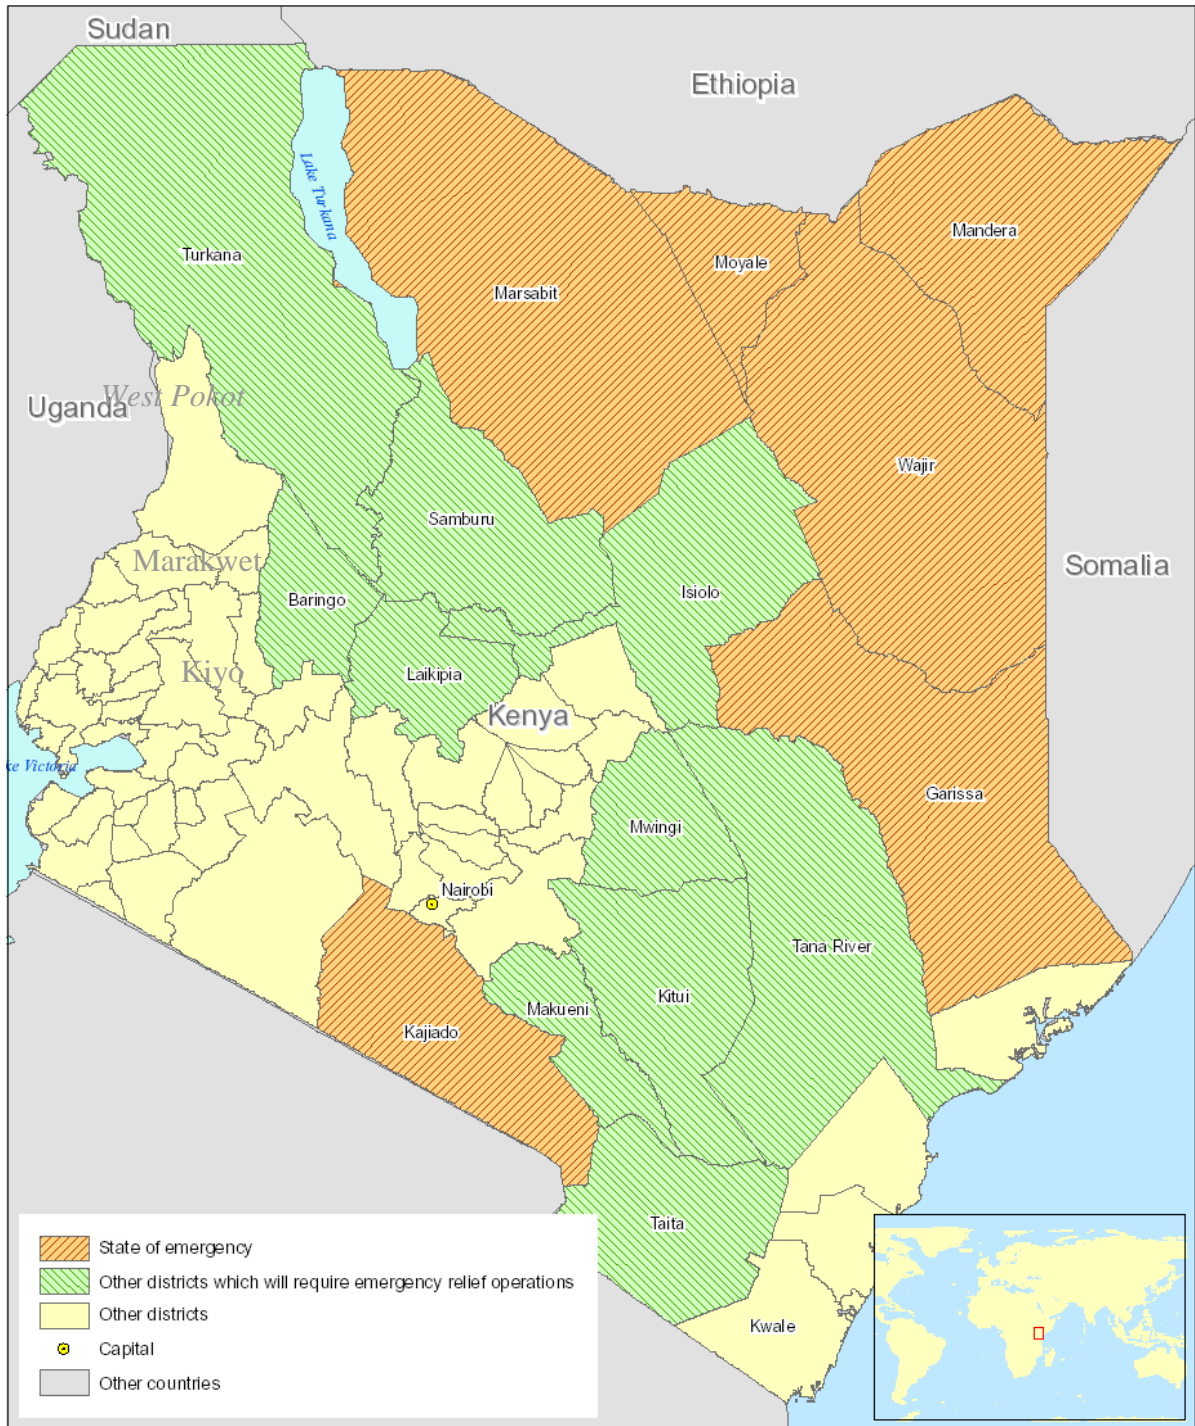 Sudan
Ethiopia
Lake Turkana
Mandera
Turkana
Moyale
Marsabit
West Pokot
Uganda
Wajir
Samburu
Marakwet
Somalia
Baringo
Isiolo
Kiyo
Laikipia
Kenya
ke Victoria
Garissa
Mwingi
Nairobi
Tana River
Kitui
Makueni
Kajiado
Taita
Kwale
State of emergency
Other districts which will require emergency relief operations
Other districts
Capital
Other countries